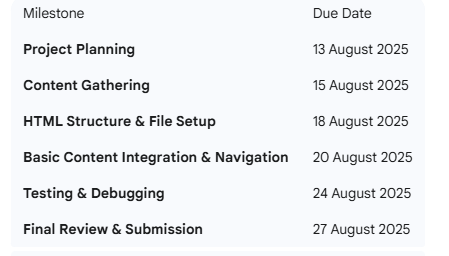 Milestone Due Date
Project Planning 13 August 2025
Content Gathering 15 August 2025
HTML Structure & File Setup 18 August 2025
Basic Content Integration & Navigation 20 August 2025
Testing & Debugging 24 August 2025
Final Review & Submission 27 August 2025